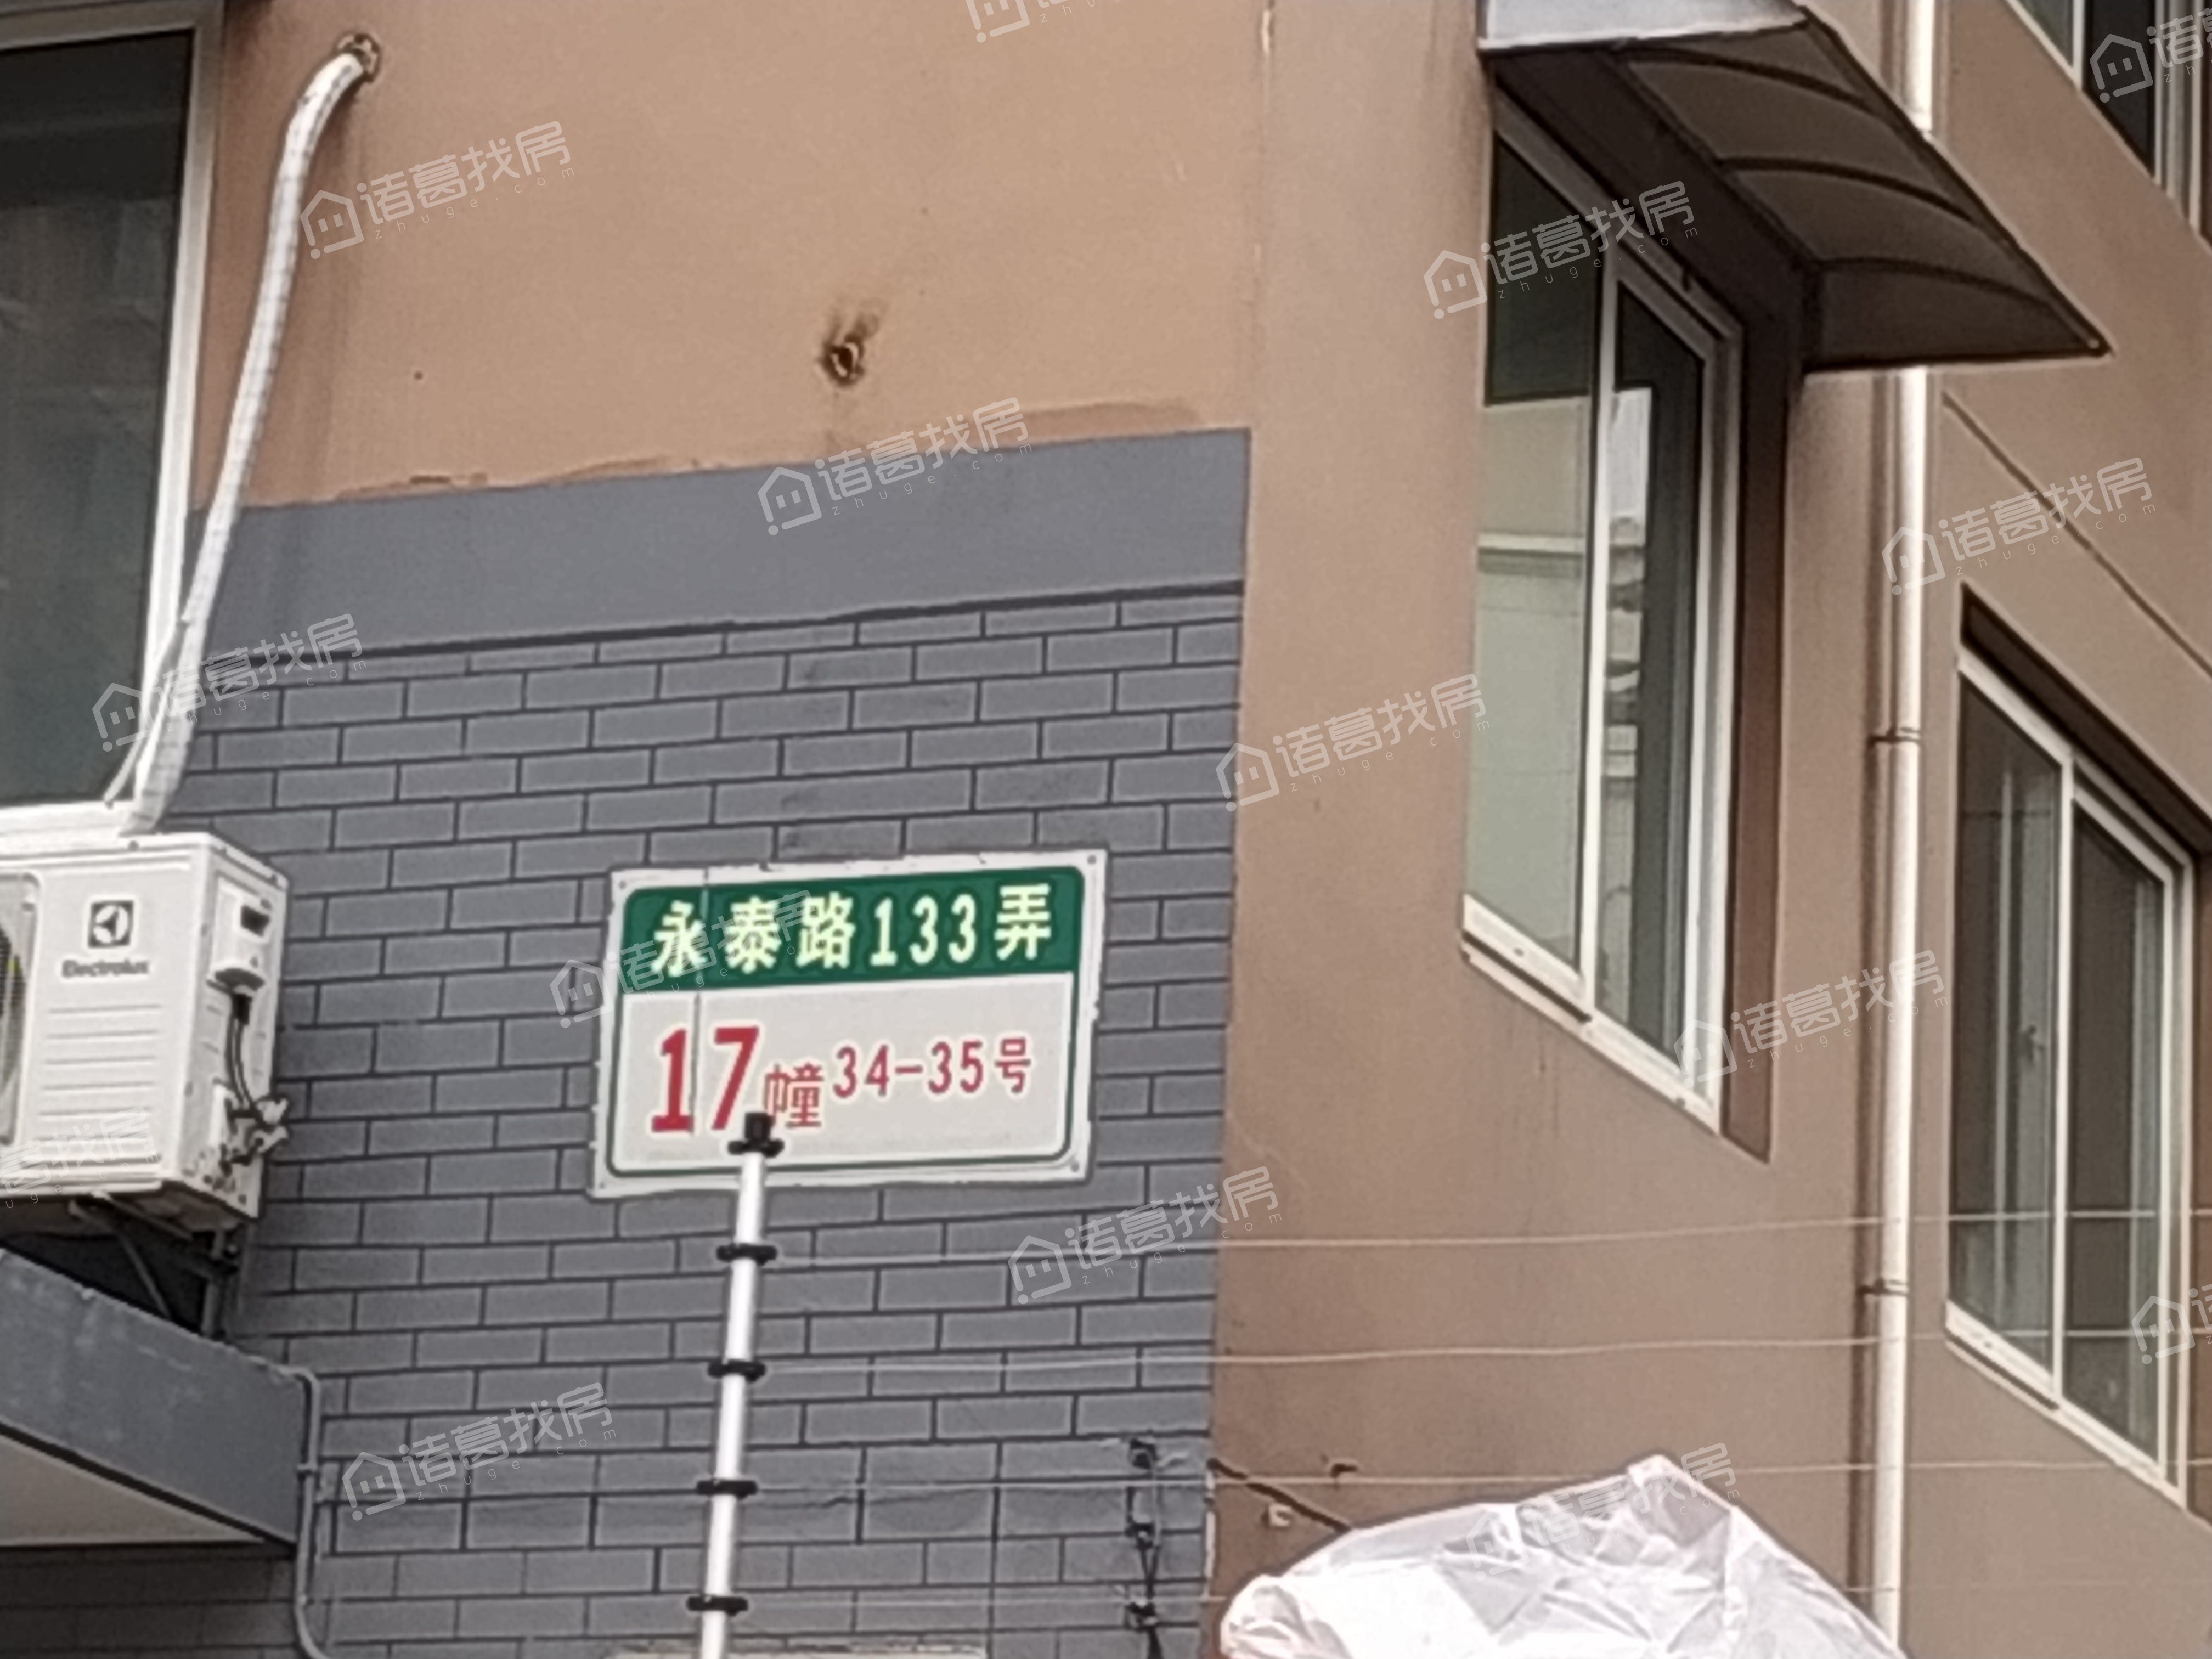 永泰路133弄
17幢34-35号
Electrolux
诸葛找房
zhuge.com